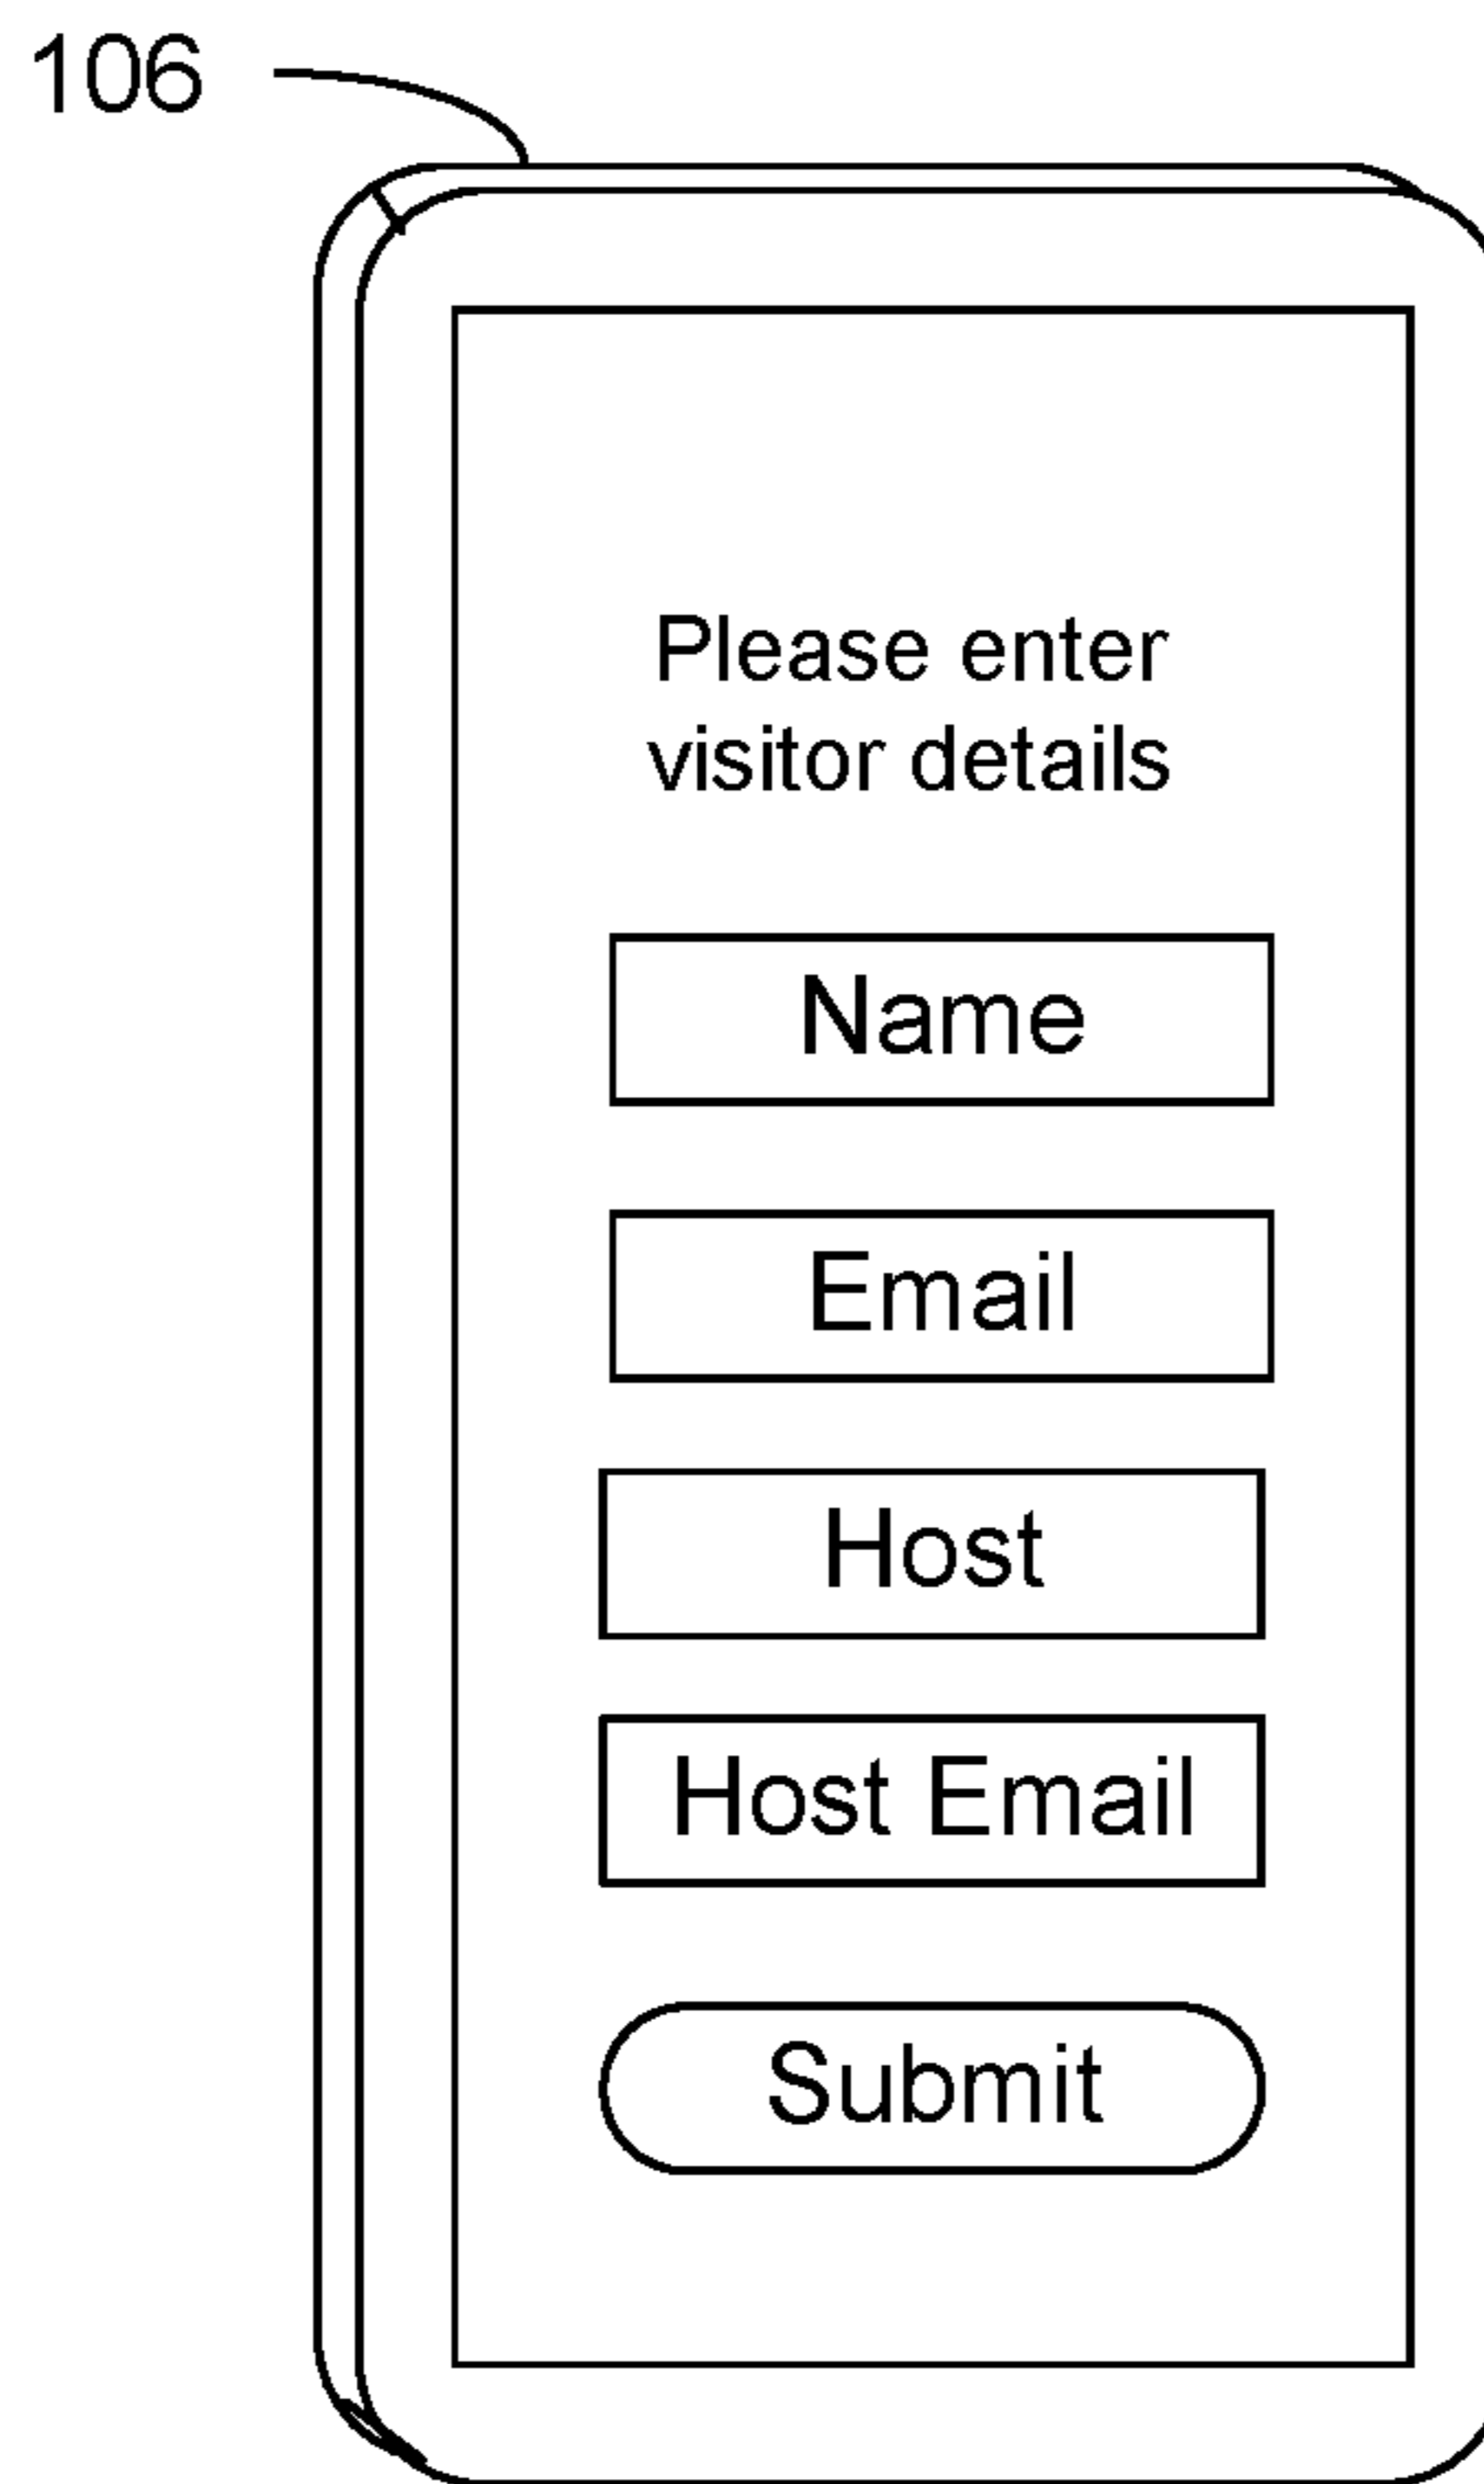 106
Please enter
visitor details
Name
Email
Host
Host Email
Submit